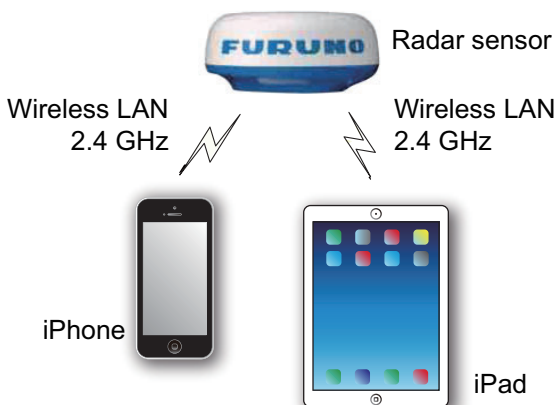 FURUNO
Radar sensor
Wireless LAN
2.4 GHz
Wireless LAN
2.4 GHz
iPhone
iPad